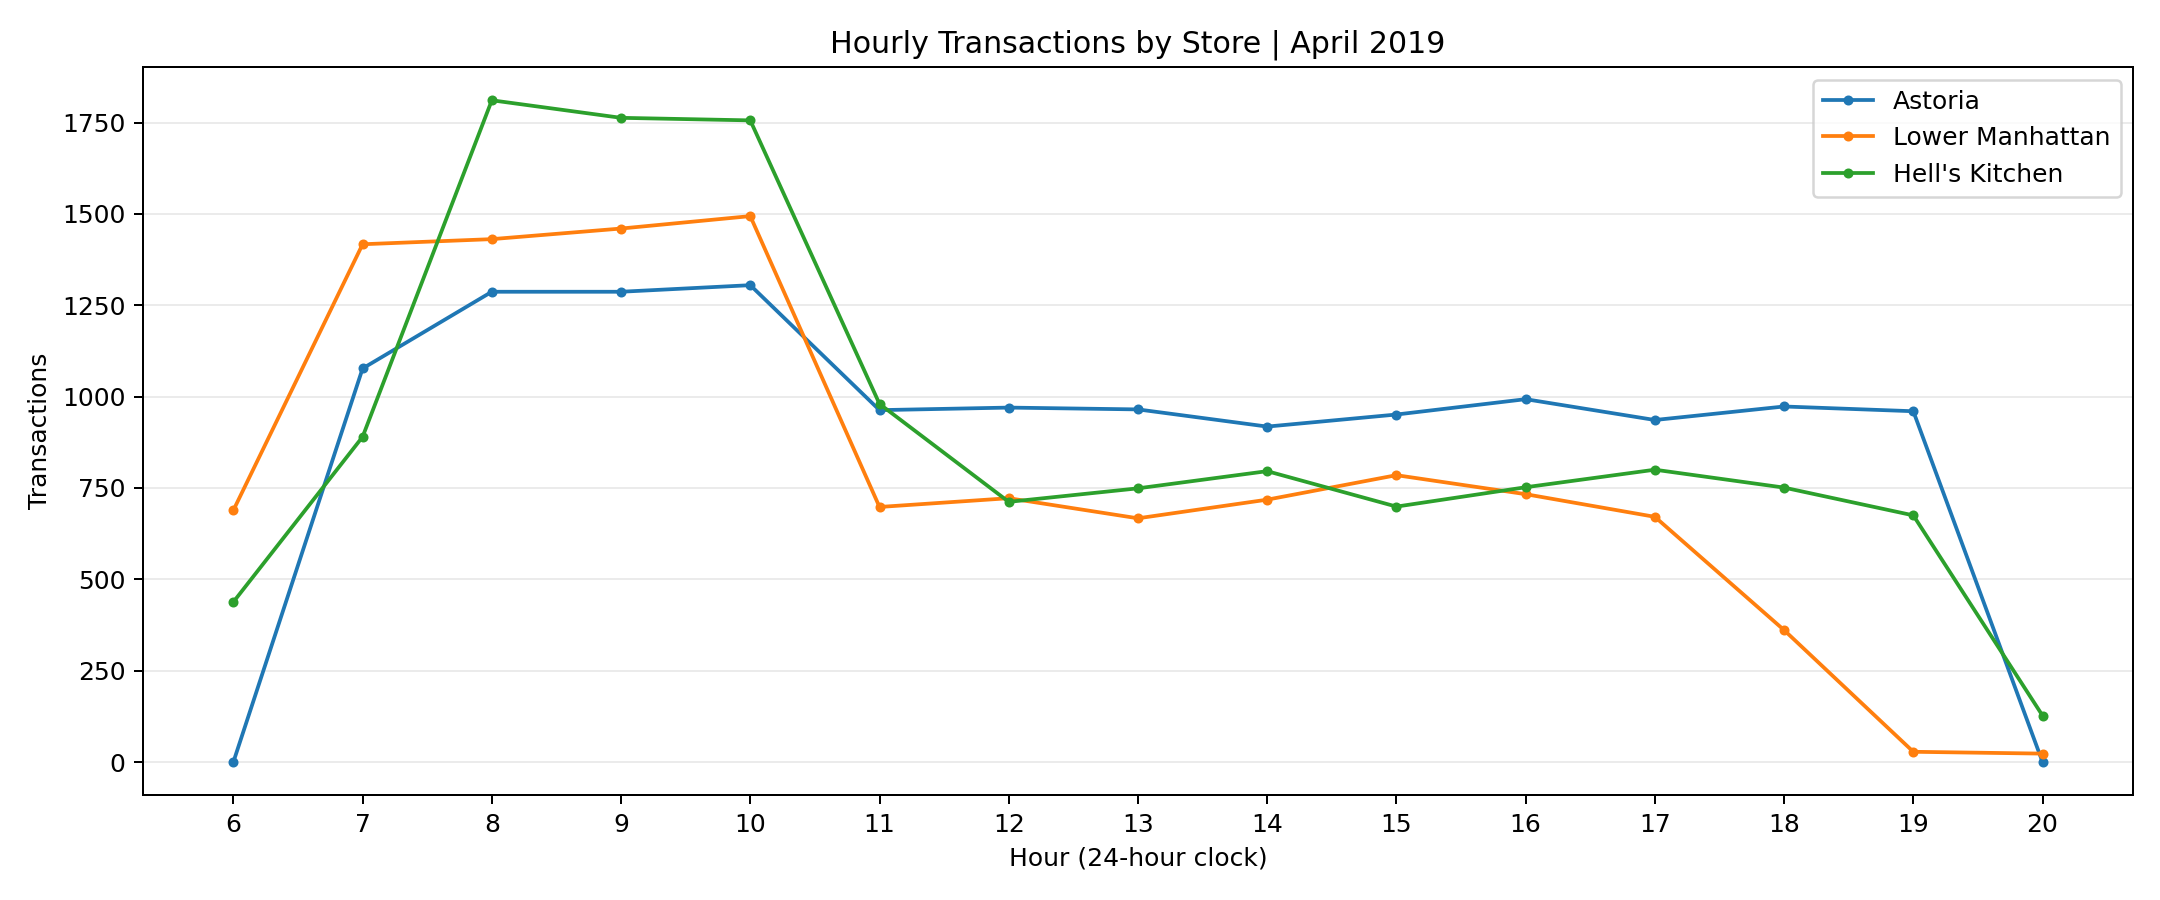 Hourly Transactions by Store | April 2019
Astoria
Lower Manhattan
Hell's Kitchen
Transactions
1750
1500
1250
1000
750
500
250
0
6 7 8 9 10 11 12 13 14 15 16 17 18 19 20
Hour (24-hour clock)